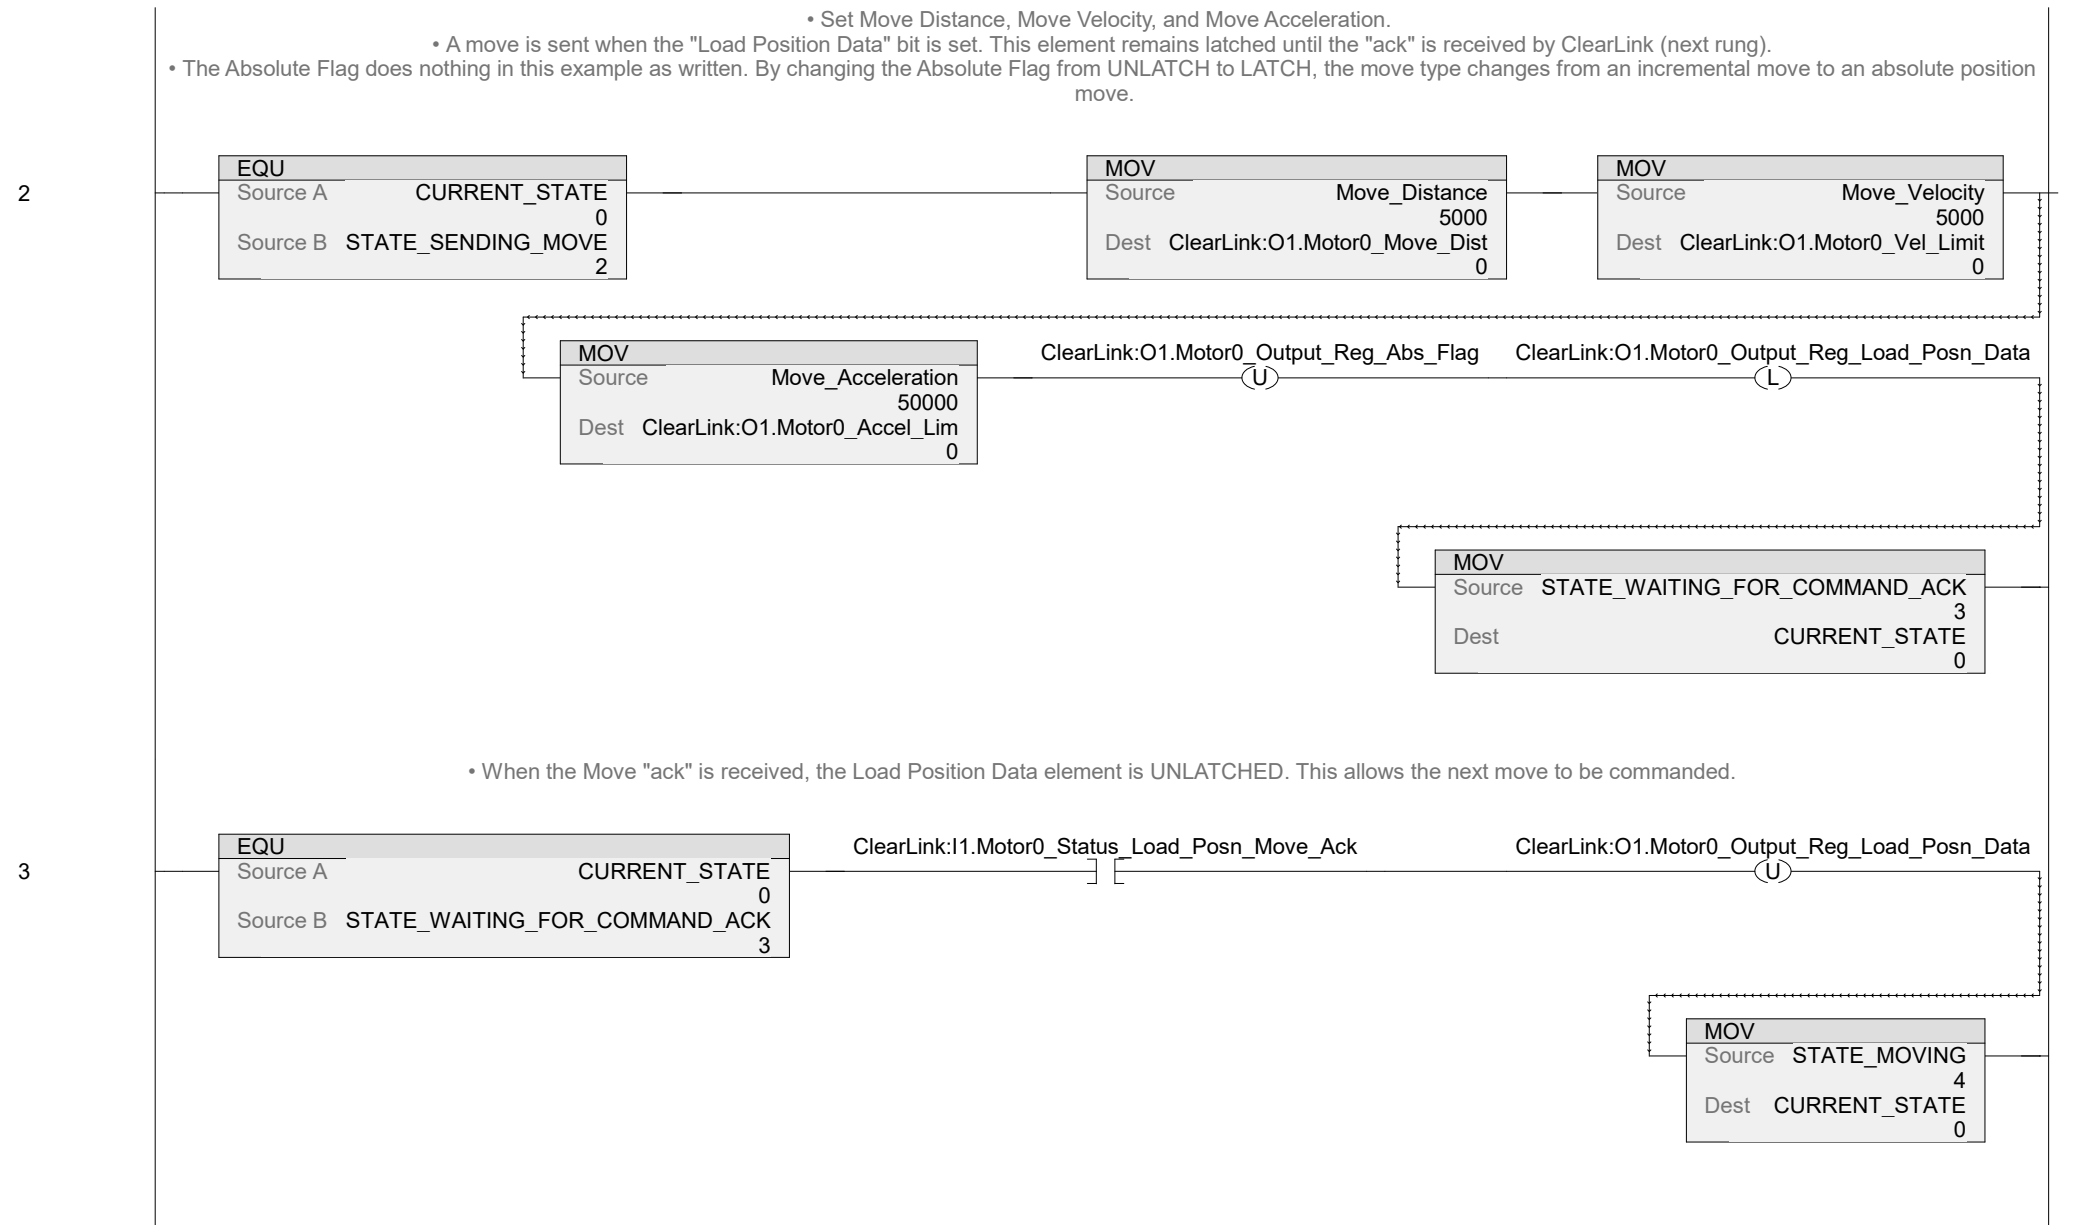 • Set Move Distance, Move Velocity, and Move Acceleration.
• A move is sent when the "Load Position Data" bit is set. This element remains latched until the "ack" is received by ClearLink (next rung).
• The Absolute Flag does nothing in this example as written. By changing the Absolute Flag from UNLATCH to LATCH, the move type changes from an incremental move to an absolute position
move.
2
EQU
Source A CURRENT_STATE
0
Source B STATE_SENDING_MOVE
2
MOV
Source Move_Distance
5000
Dest ClearLink:O1.Motor0_Move_Dist
0
MOV
Source Move_Velocity
5000
Dest ClearLink:O1.Motor0_Vel_Limit
0
MOV
Source Move_Acceleration
50000
Dest ClearLink:O1.Motor0_Accel_Lim
0
ClearLink:O1.Motor0_Output_Reg_Abs_Flag
U
ClearLink:O1.Motor0_Output_Reg_Load_Posn_Data
L
MOV
Source STATE_WAITING_FOR_COMMAND_ACK
3
Dest CURRENT_STATE
0
• When the Move "ack" is received, the Load Position Data element is UNLATCHED. This allows the next move to be commanded.
3
EQU
Source A CURRENT_STATE
0
Source B STATE_WAITING_FOR_COMMAND_ACK
3
ClearLink:I1.Motor0_Status_Load_Posn_Move_Ack
ClearLink:O1.Motor0_Output_Reg_Load_Posn_Data
U
MOV
Source STATE_MOVING
4
Dest CURRENT_STATE
0